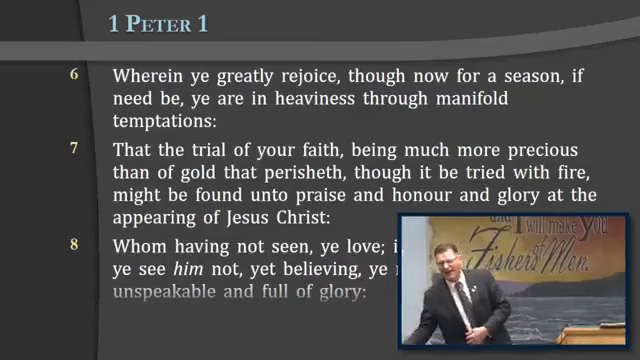 1 PETER 1
6 Wherein ye greatly rejoice, though now for a season, if
need be, ye are in heaviness through manifold
temptations:
7 That the trial of your faith, being much more precious
than of gold that perisheth, though it be tried with fire,
might be found unto praise and honour and glory at the
appearing of Jesus Christ:
8 Whom having not seen, ye love;
ye see him not, yet believing, ye
unspeakable and full of glory:
and I will make you
Fishers of Men.